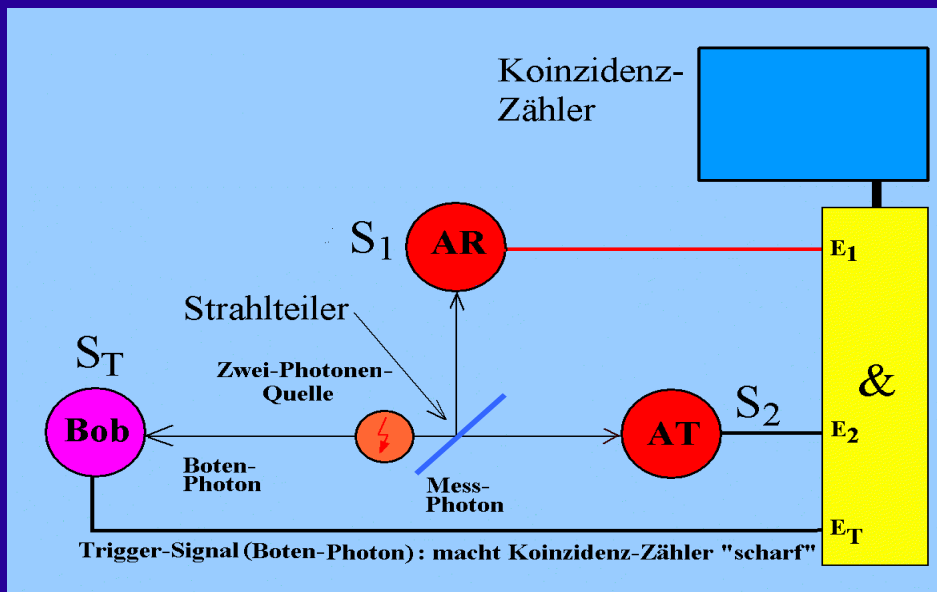 Koinzidenz-
Zähler
S1
AR
E1
Strahlteiler
ST
Zwei-Photonen-
Quelle
&
S2
Bob
AT
E2
Boten-
Photon
Mess-
Photon
ET
Trigger-Signal (Boten-Photon) : macht Koinzidenz-Zähler "scharf"